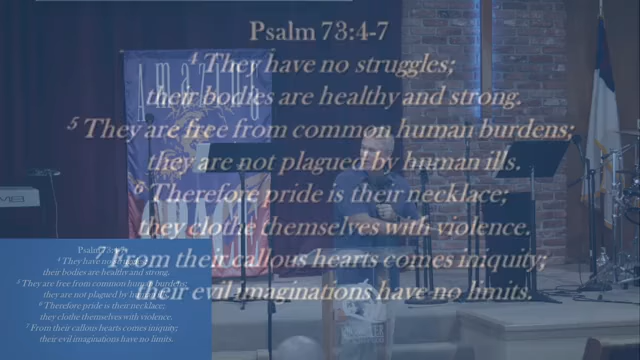 Psalm 73:4-7
4 They have no struggles;
their bodies are healthy and strong.
5 They are free from common human burdens;
they are not plagued by human ills.
6 Therefore pride is their necklace;
they clothe themselves with violence.
7 From their callous hearts comes iniquity;
their evil imaginations have no limits.
Amazing
Psalm 73:4-7
4 They have no
their bodies are healthy and strong.
5 They are free from common human burdens;
they are not plagued by human
6 Therefore pride is their necklace;
they clothe themselves with violence.
7 From their callous hearts comes iniquity;
their evil imaginations have no limits.